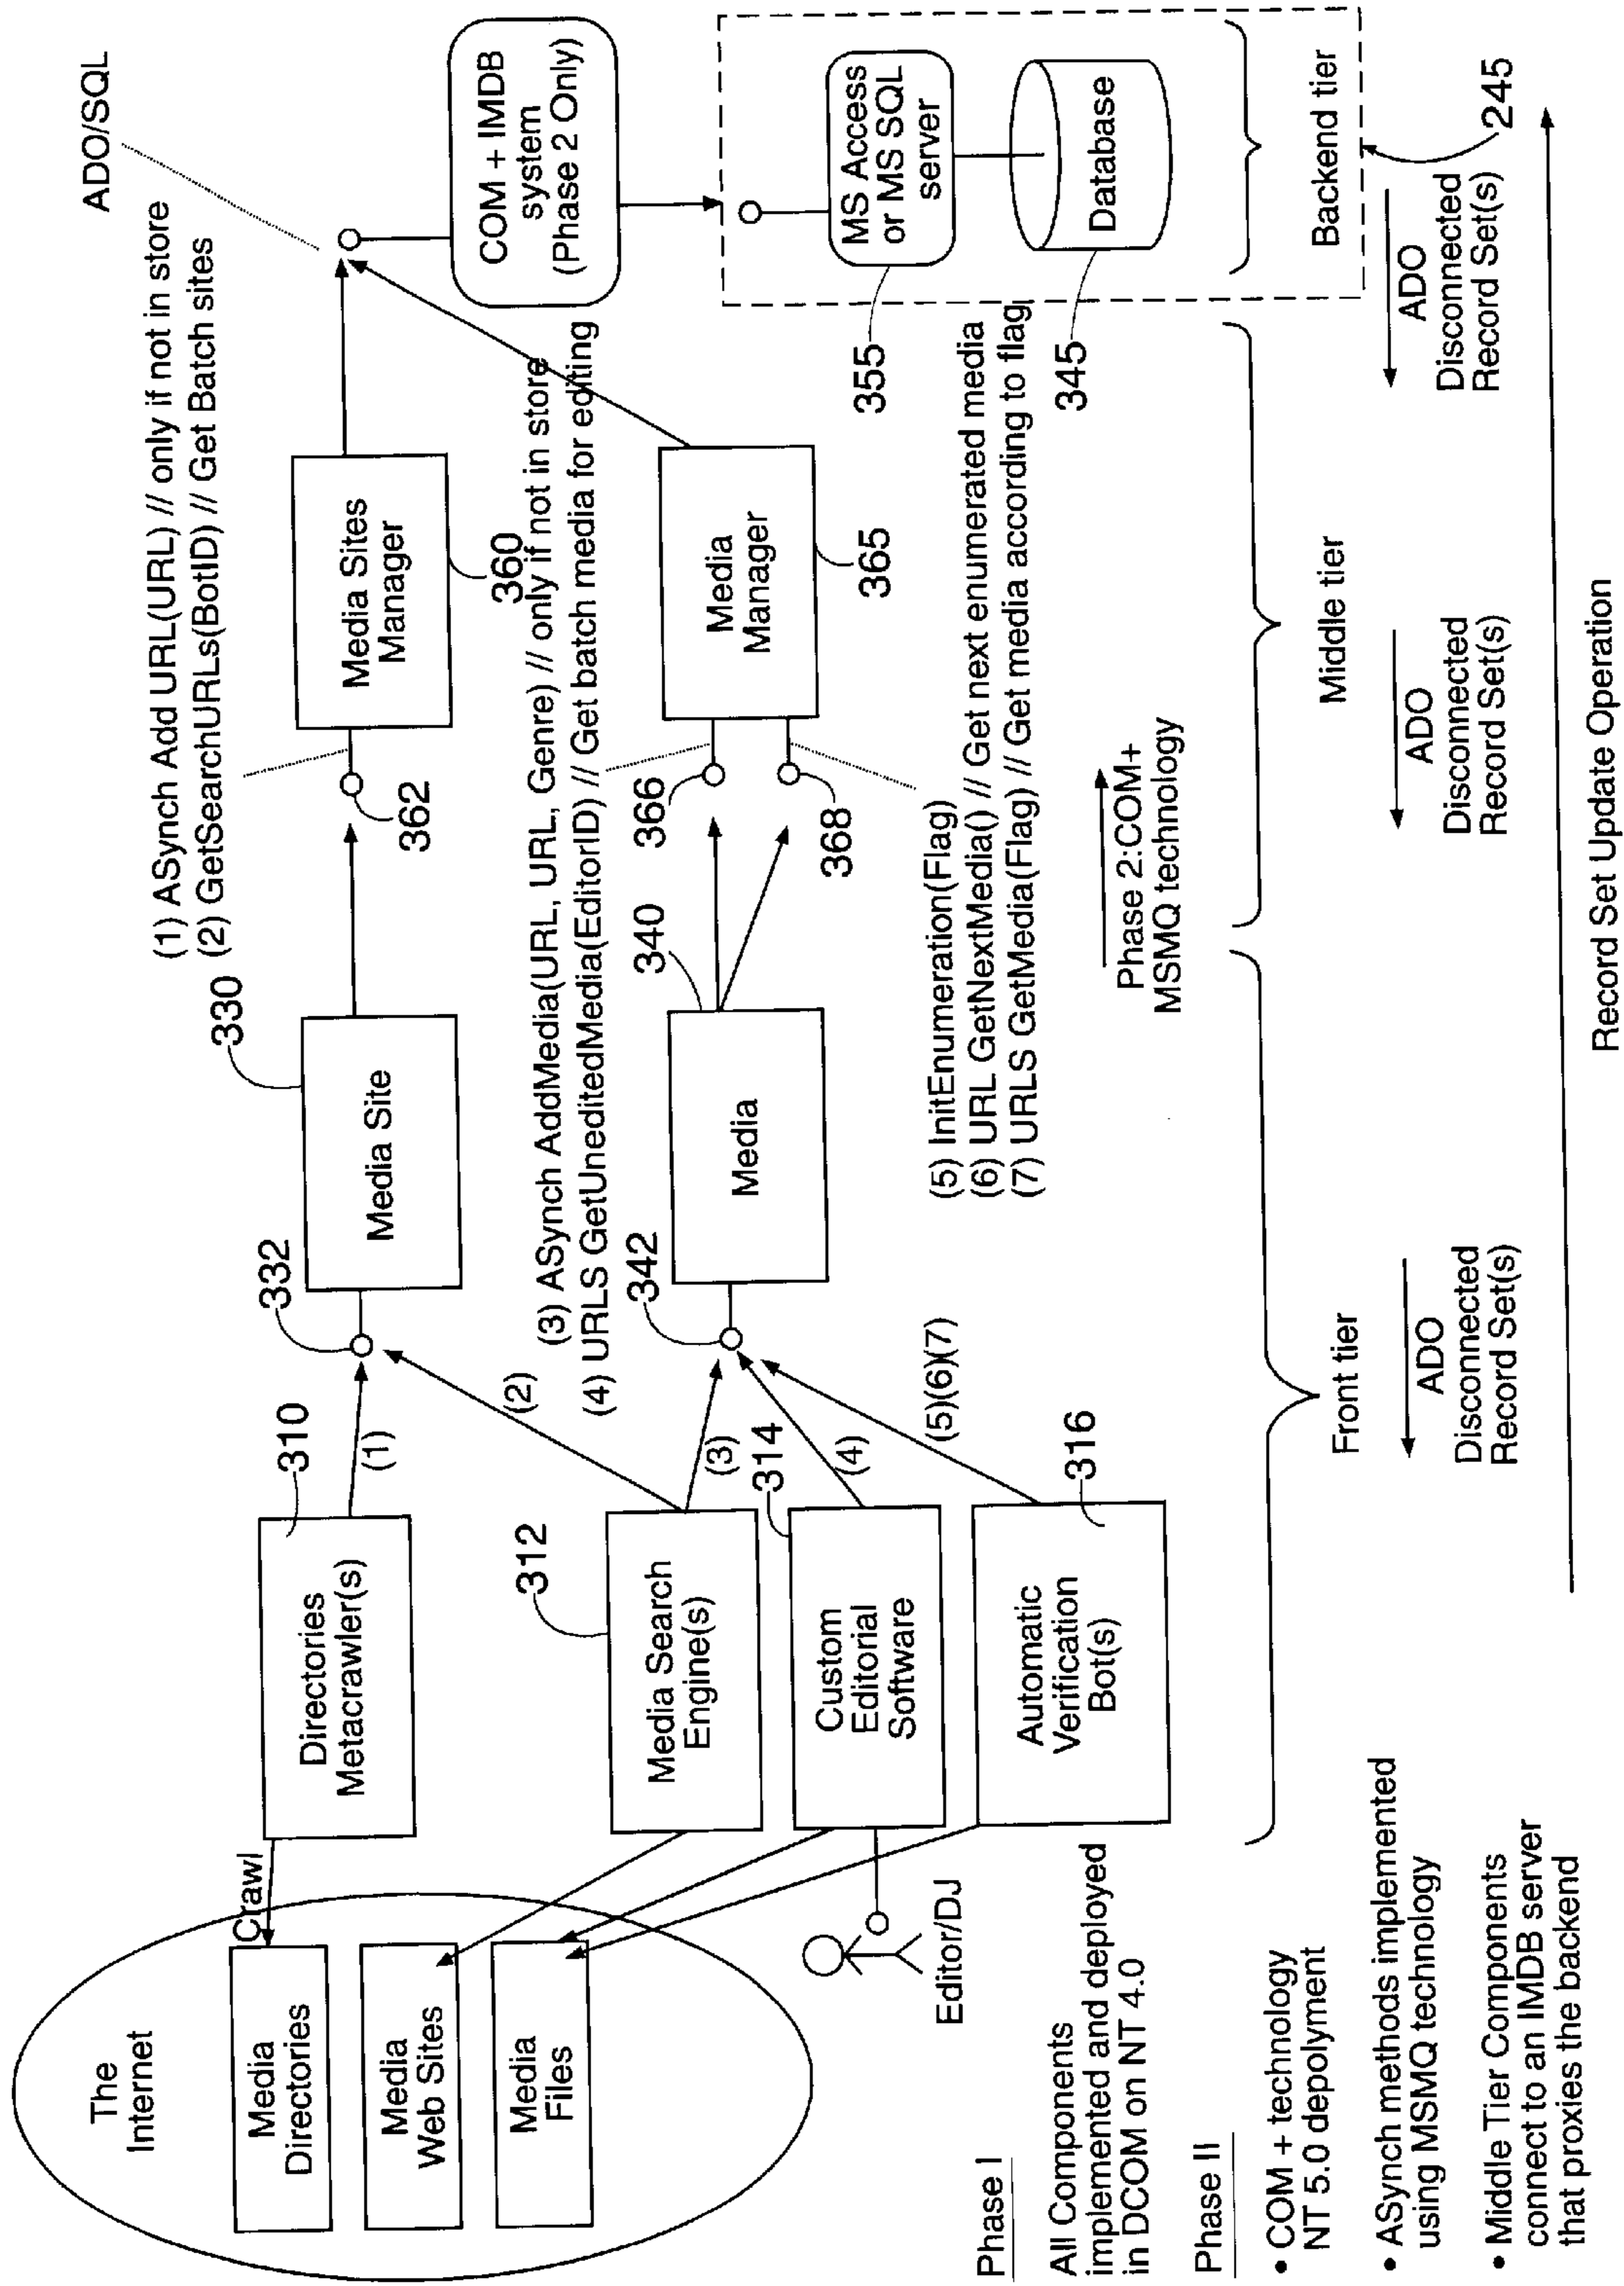 The
Internet
Media
Directories
Media
Web Sites
Media
Files
Crawl
Directories
Metacrawler(s)
310
(1)
312
Media Search
Engine(s)
(2)
(3)
314
Custom
Editorial
Software
(4)
Editor/DJ
Automatic
Verification
Bot(s)
316
(5)(6)(7)
332
330
Media Site
342
340
Media
(1) ASynch Add URL(URL) // only if not in store
(2) GetSearchURLs(BotID) // Get Batch sites
362
Media Sites
Manager
360
(3) ASynch AddMedia(URL, URL, Genre) // only if not in store
(4) URLS GetUneditedMedia(EditorID) // Get batch media for editing
366
368
Media
Manager
365
(5) InitEnumeration(Flag)
(6) URL GetNextMedia() // Get next enumerated media
(7) URLS GetMedia(Flag) // Get media according to flag
ADO/SQL
COM + IMDB
system
(Phase 2 Only)
MS Access
or MS SQL
server
355
Database
345
Backend tier
245
Phase 2:COM+
MSMQ technology
Front tier
Middle tier
ADO
Disconnected
Record Set(s)
ADO
Disconnected
Record Set(s)
ADO
Disconnected
Record Set(s)
Record Set Update Operation
Phase I
All Components
implemented and deployed
in DCOM on NT 4.0
Phase II
• COM + technology
NT 5.0 depolyment
• ASynch methods implemented
using MSMQ technology
• Middle Tier Components
connect to an IMDB server
that proxies the backend